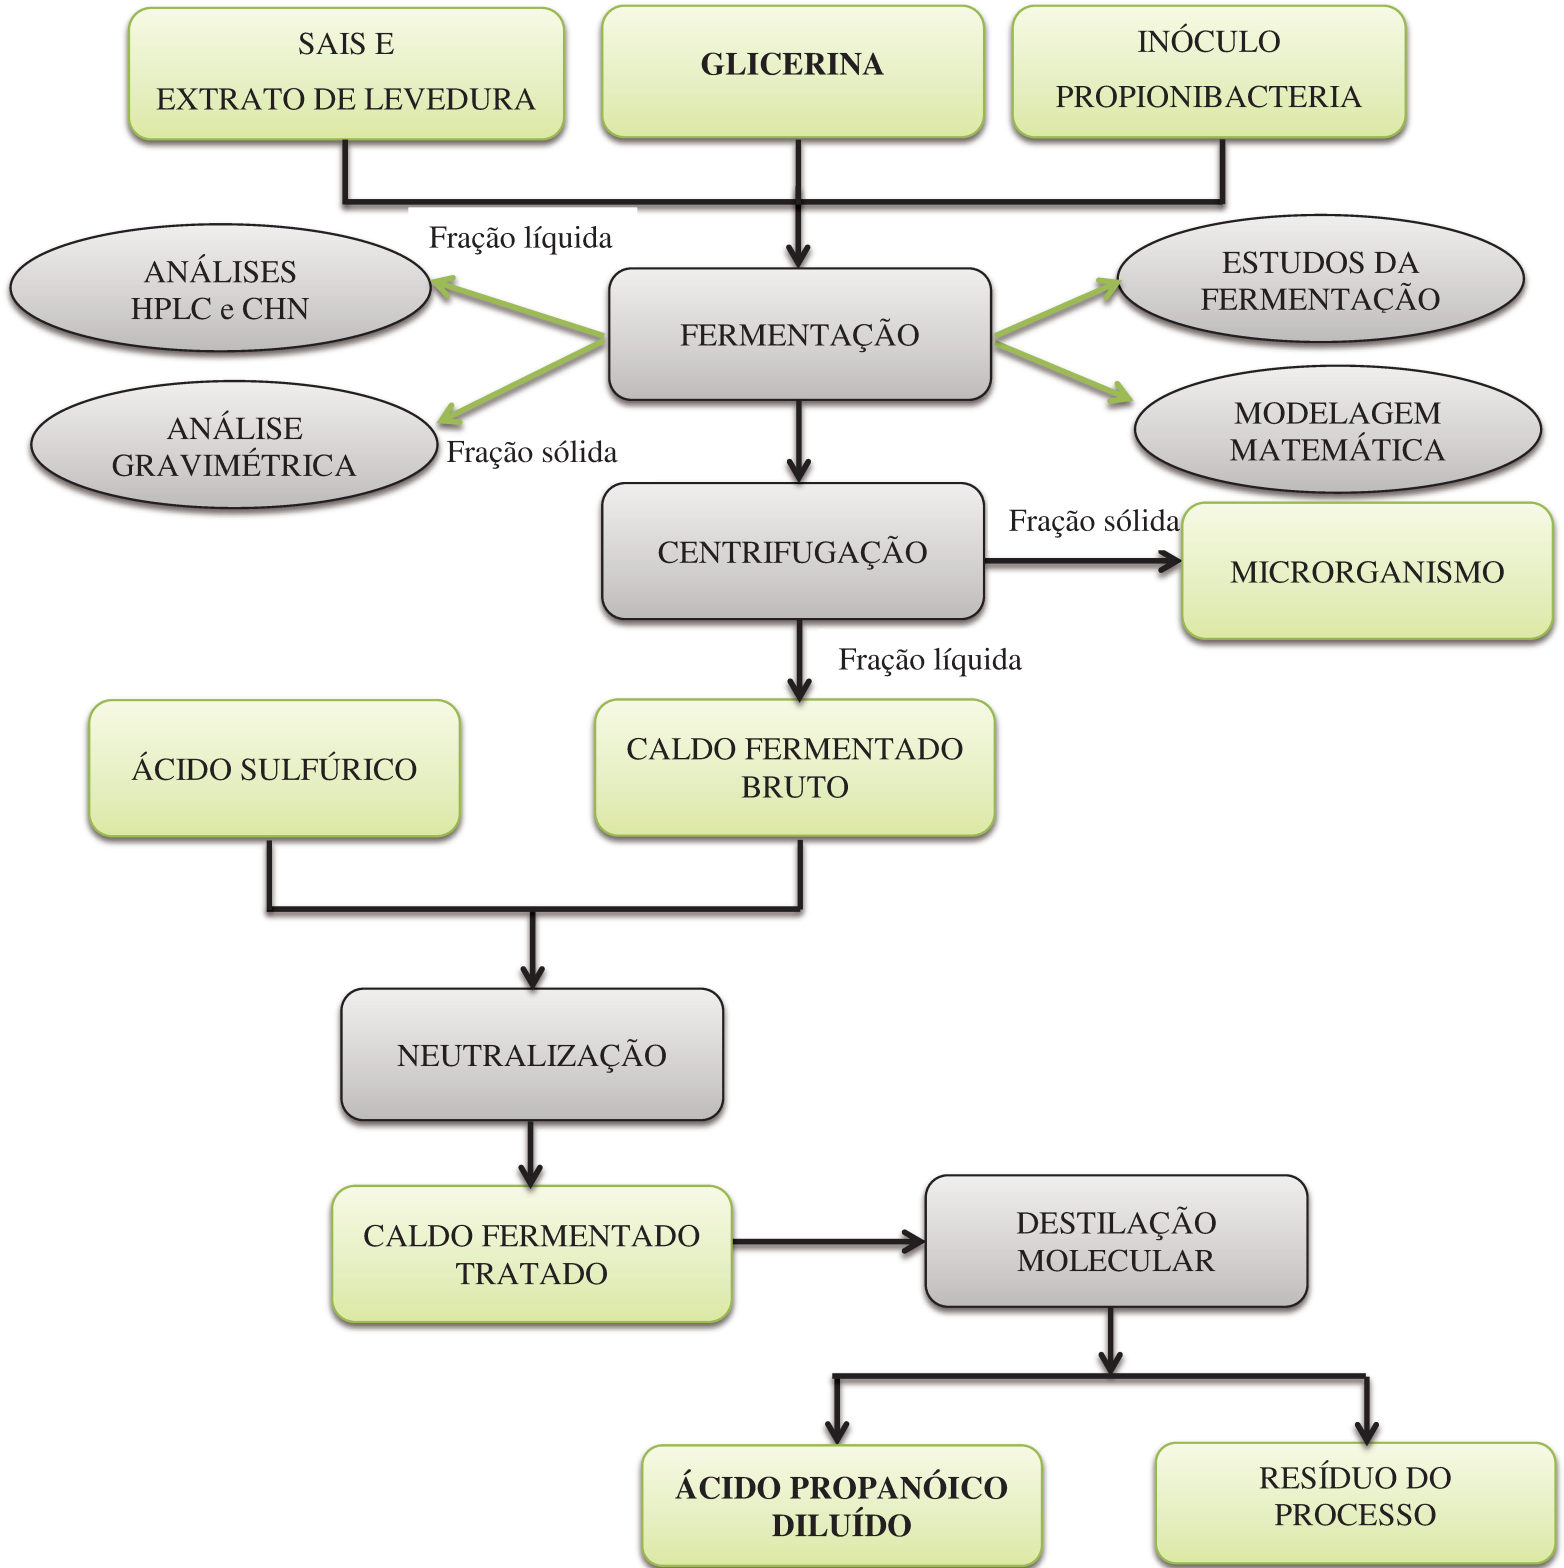 SAIS E
EXTRATO DE LEVEDURA
GLICERINA
INÓCULO
PROPIONIBACTERIA
Fração líquida
ANÁLISES
HPLC e CHN
ESTUDOS DA
FERMENTAÇÃO
FERMENTAÇÃO
ANÁLISE
GRAVIMÉTRICA
Fração sólida
MODELAGEM
MATEMÁTICA
CENTRIFUGAÇÃO
Fração sólida
MICRORGANISMO
Fração líquida
ÁCIDO SULFÚRICO
CALDO FERMENTADO
BRUTO
NEUTRALIZAÇÃO
CALDO FERMENTADO
TRATADO
DESTILAÇÃO
MOLECULAR
ÁCIDO PROPANÓICO
DILUÍDO
RESÍDUO DO
PROCESSO